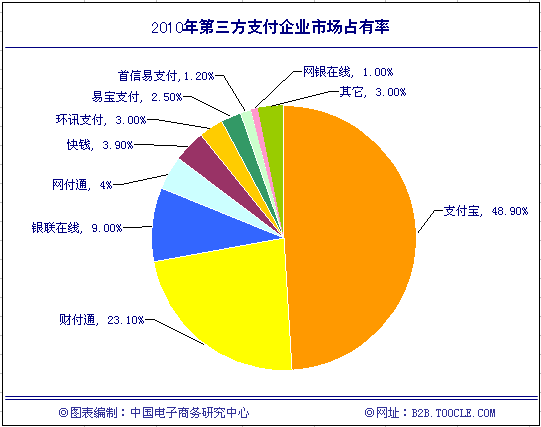 2010年第三方支付企业市场占有率
首信易支付,1.20%
网银在线, 1.00%
易宝支付, 2.50%
其它, 3.00%
环讯支付, 3.00%
快钱, 3.90%
网付通, 4%
支付宝, 48.90%
银联在线, 9.00%
财付通, 23.10%
◎图表编制：中国电子商务研究中心
◎网址：B2B.TOOCLE.COM